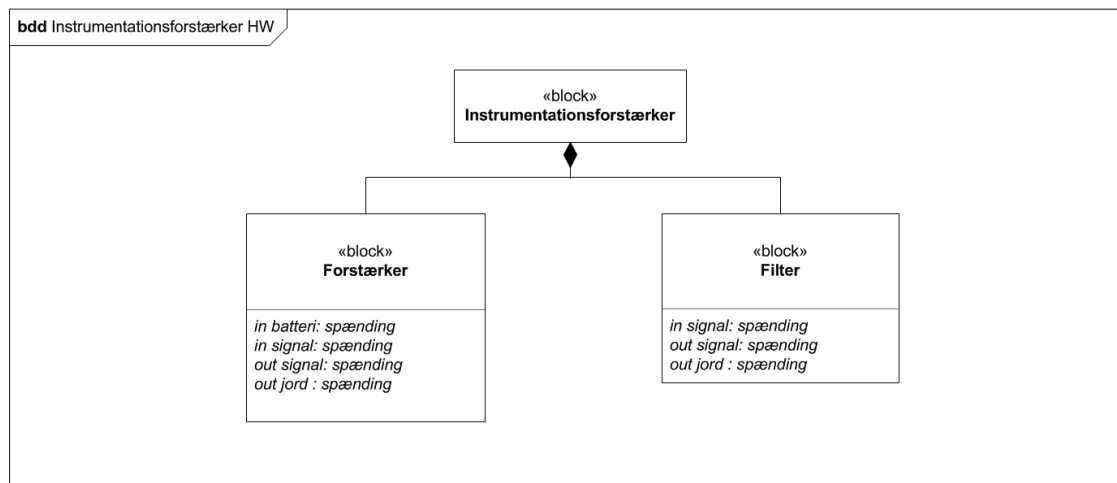 bdd Instrumentationsforstærker HW
«block»
Instrumentationsforstærker
«block»
Forstærker
in batteri: spænding
in signal: spænding
out signal: spænding
out jord : spænding
«block»
Filter
in signal: spænding
out signal: spænding
out jord : spænding